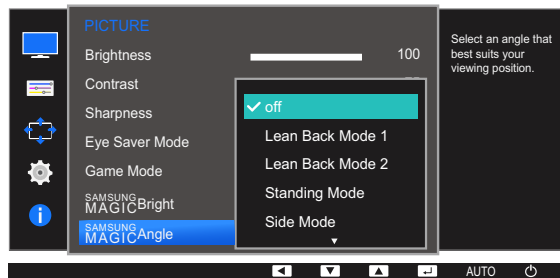 PICTURE
Brightness
100
Contrast
Sharpness
Eye Saver Mode
Game Mode
SAMSUNG
MAGIC Bright
SAMSUNG
MAGIC Angle
off
Lean Back Mode 1
Lean Back Mode 2
Standing Mode
Side Mode
Select an angle that
best suits your
viewing position.
AUTO